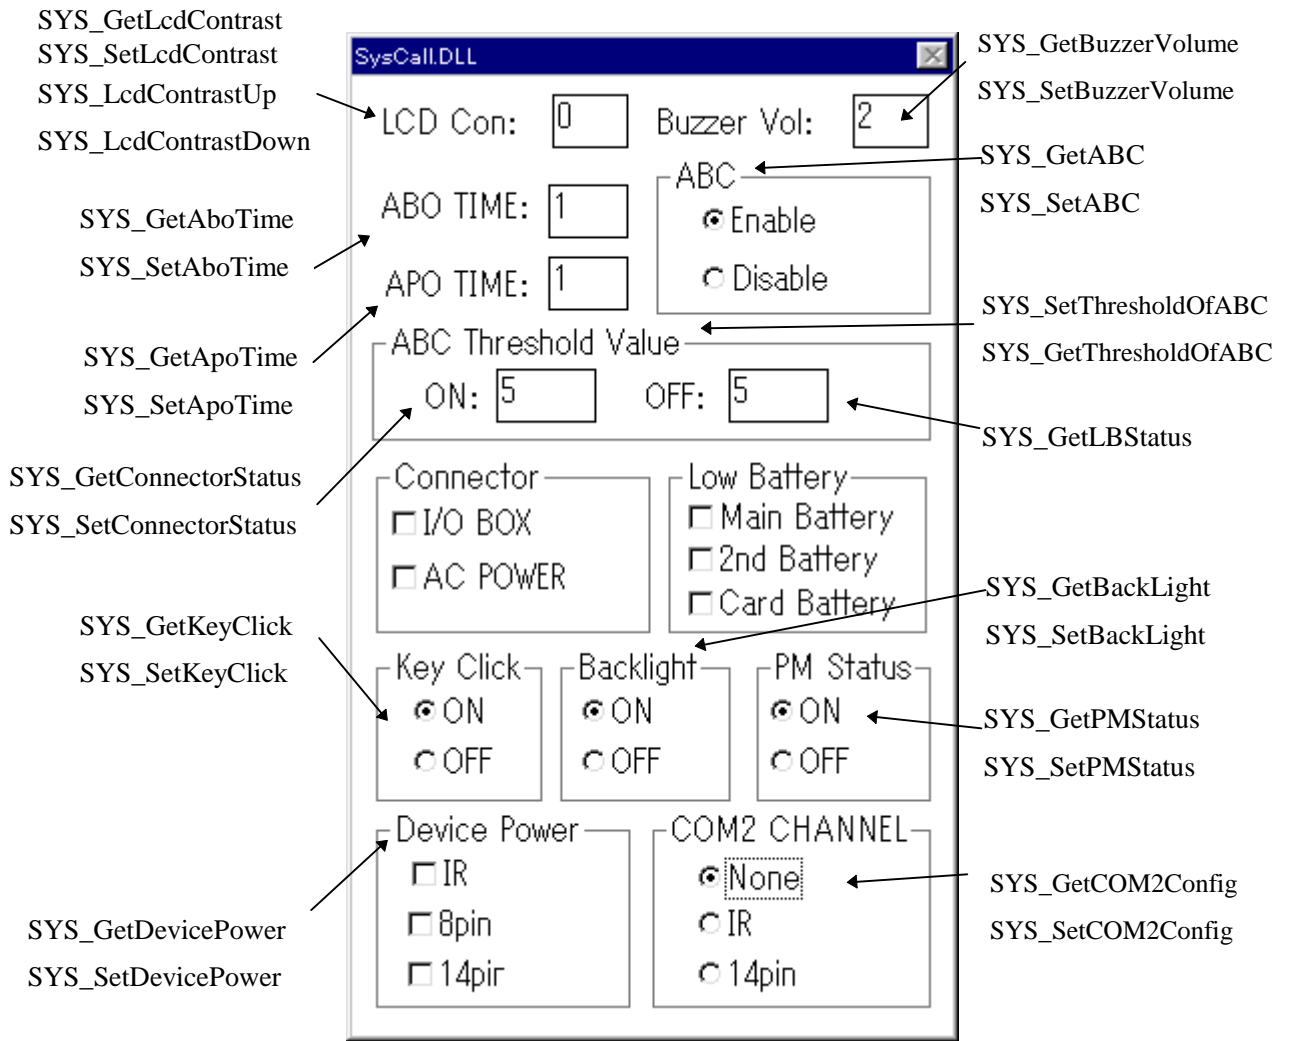 SYS_GetLcdContrast
SYS_SetLcdContrast
SYS_LcdContrastUp
SYS_LcdContrastDown
SYS_GetAboTime
SYS_SetAboTime
SYS_GetApoTime
SYS_SetApoTime
SYS_GetConnectorStatus
SYS_SetConnectorStatus
SYS_GetKeyClick
SYS_SetKeyClick
SYS_GetDevicePower
SYS_SetDevicePower
SysCall.DLL
LCD Con: 0 Buzzer Vol: 2
ABO TIME: 1
APO TIME: 1
ABC
Enable
Disable
ABC Threshold Value
ON: 5 OFF: 5
Connector
I/O BOX
AC POWER
Low Battery
Main Battery
2nd Battery
Card Battery
Key Click
ON
OFF
Backlight
ON
OFF
PM Status
ON
OFF
Device Power
IR
8pin
14pin
COM2 CHANNEL
None
IR
14pin
SYS_GetBuzzerVolume
SYS_SetBuzzerVolume
SYS_GetABC
SYS_SetABC
SYS_SetThresholdOfABC
SYS_GetThresholdOfABC
SYS_GetLBStatus
SYS_GetBackLight
SYS_SetBackLight
SYS_GetPMStatus
SYS_SetPMStatus
SYS_GetCOM2Config
SYS_SetCOM2Config